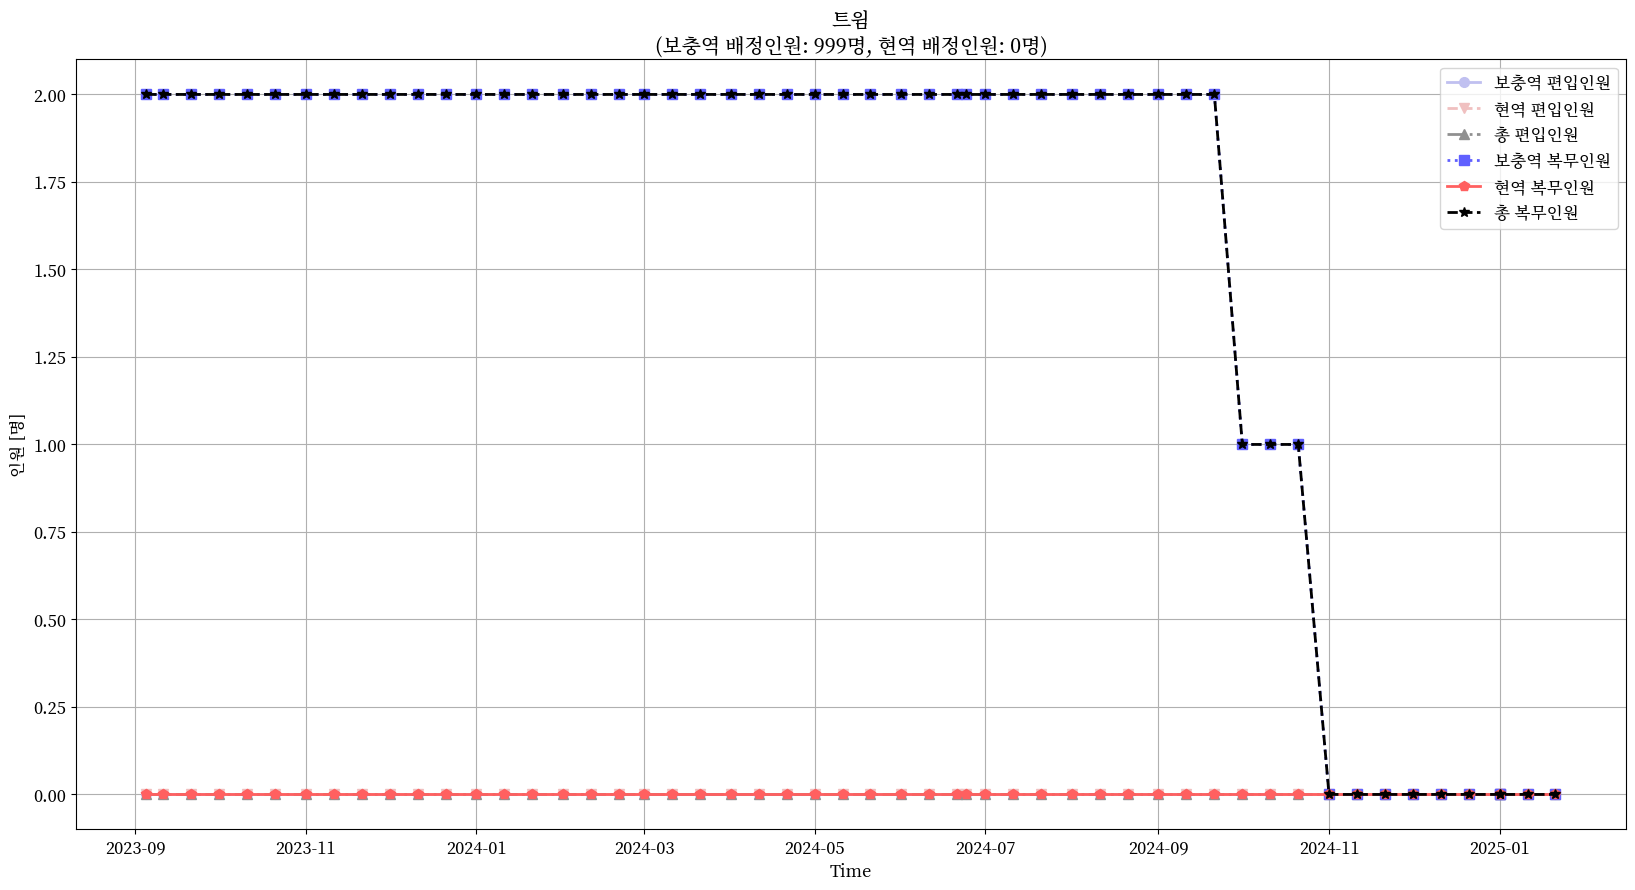 트윔
(보충역 배정인원: 999명, 현역 배정인원: 0명)
보충역 편입인원
현역 편입인원
총 편입인원
보충역 복무인원
현역 복무인원
총 복무인원
인원 [명]
2.00
1.75
1.50
1.25
1.00
0.75
0.50
0.25
0.00
2023-09
2023-11
2024-01
2024-03
2024-05
2024-07
2024-09
2024-11
2025-01
Time